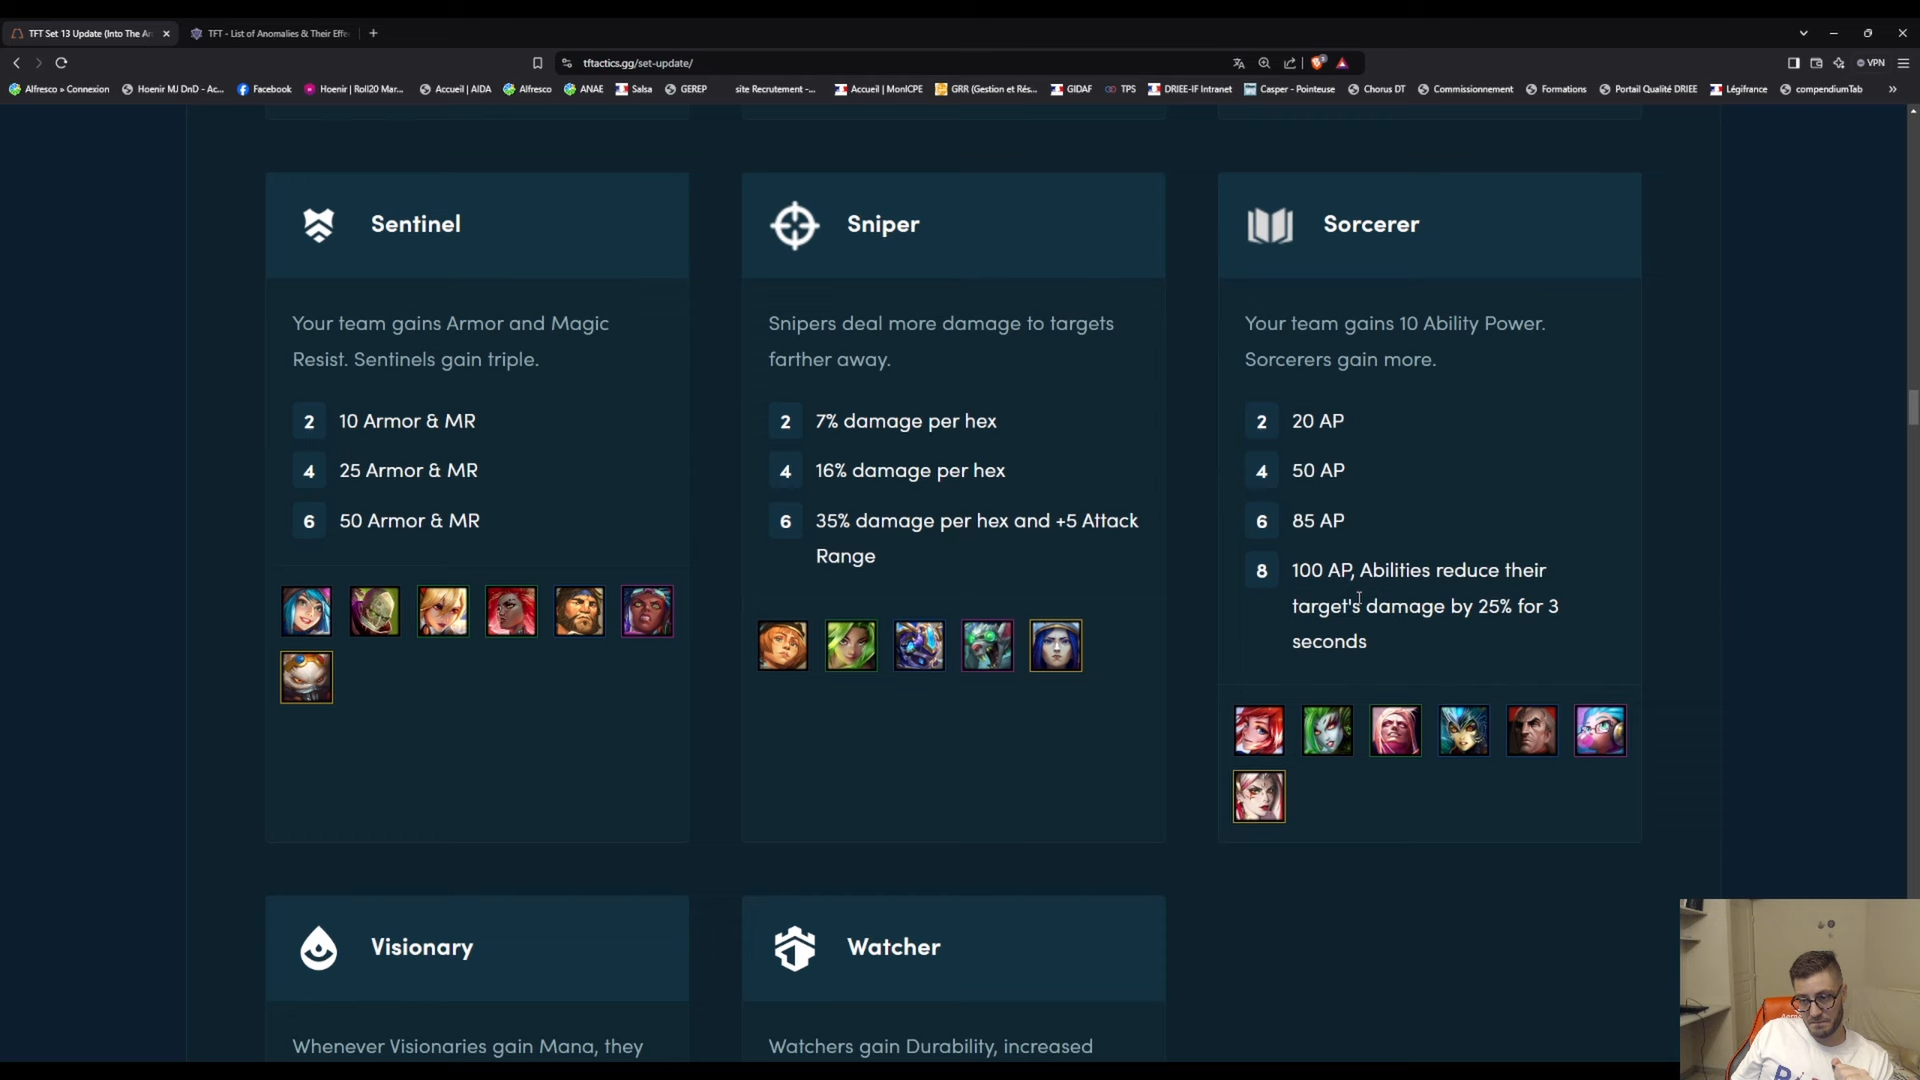 TFT Set 13 Update (Into The Ar
TFT - List of Anomalies & Their Effe
tftactics.gg/set-update/
VPN
Alfresco » Connexion
Hoenir MJ DnD - Ac...
Facebook
Hoenir | Roll20 Mar...
Accueil | AIDA
Alfresco
ANAE
Salsa
GEREP
site Recrutement -...
Accueil | MonICPE
GRR (Gestion et Rés...
GIDAF
TPS
DRIEE-IF Intranet
Casper - Pointeuse
Chorus DT
Commissionnement
Formations
Portail Qualité DRIEE
Légifrance
compendiumTab
»
Sentinel
Your team gains Armor and Magic
Resist. Sentinels gain triple.
2 10 Armor & MR
4 25 Armor & MR
6 50 Armor & MR
Sniper
Snipers deal more damage to targets
farther away.
2 7% damage per hex
4 16% damage per hex
6 35% damage per hex and +5 Attack
Range
Sorcerer
Your team gains 10 Ability Power.
Sorcerers gain more.
2 20 AP
4 50 AP
6 85 AP
8 100 AP, Abilities reduce their
target's damage by 25% for 3
seconds
Visionary
Whenever Visionaries gain Mana, they
Watcher
Watchers gain Durability, increased